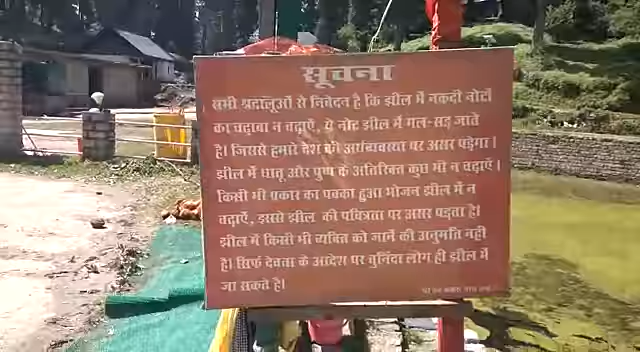 सूचना
सभी श्रद्धालुओं से निवेदन है कि झील में नकदी नोटों
का चढ़ावा न चढ़ाएँ, ये नोट झील में गल-सड़ जाते
है। जिससे हमारे देश की अर्थव्यवस्था पर असर पड़ेगा।
झील में धातु और पुष्प के अतिरिक्त कुछ भी न चढ़ाएँ।
किसी भी प्रकार का पक्का हुआ भोजन झील में न
चढ़ाएँ, इससे झील की पवित्रता पर असर पड़ता है।
झील में किसी भी व्यक्ति को जाने की अनुमति नही
है। सिर्फ देवता के आदेश पर चुनिंदा लोग ही झील में
जा सकते है।